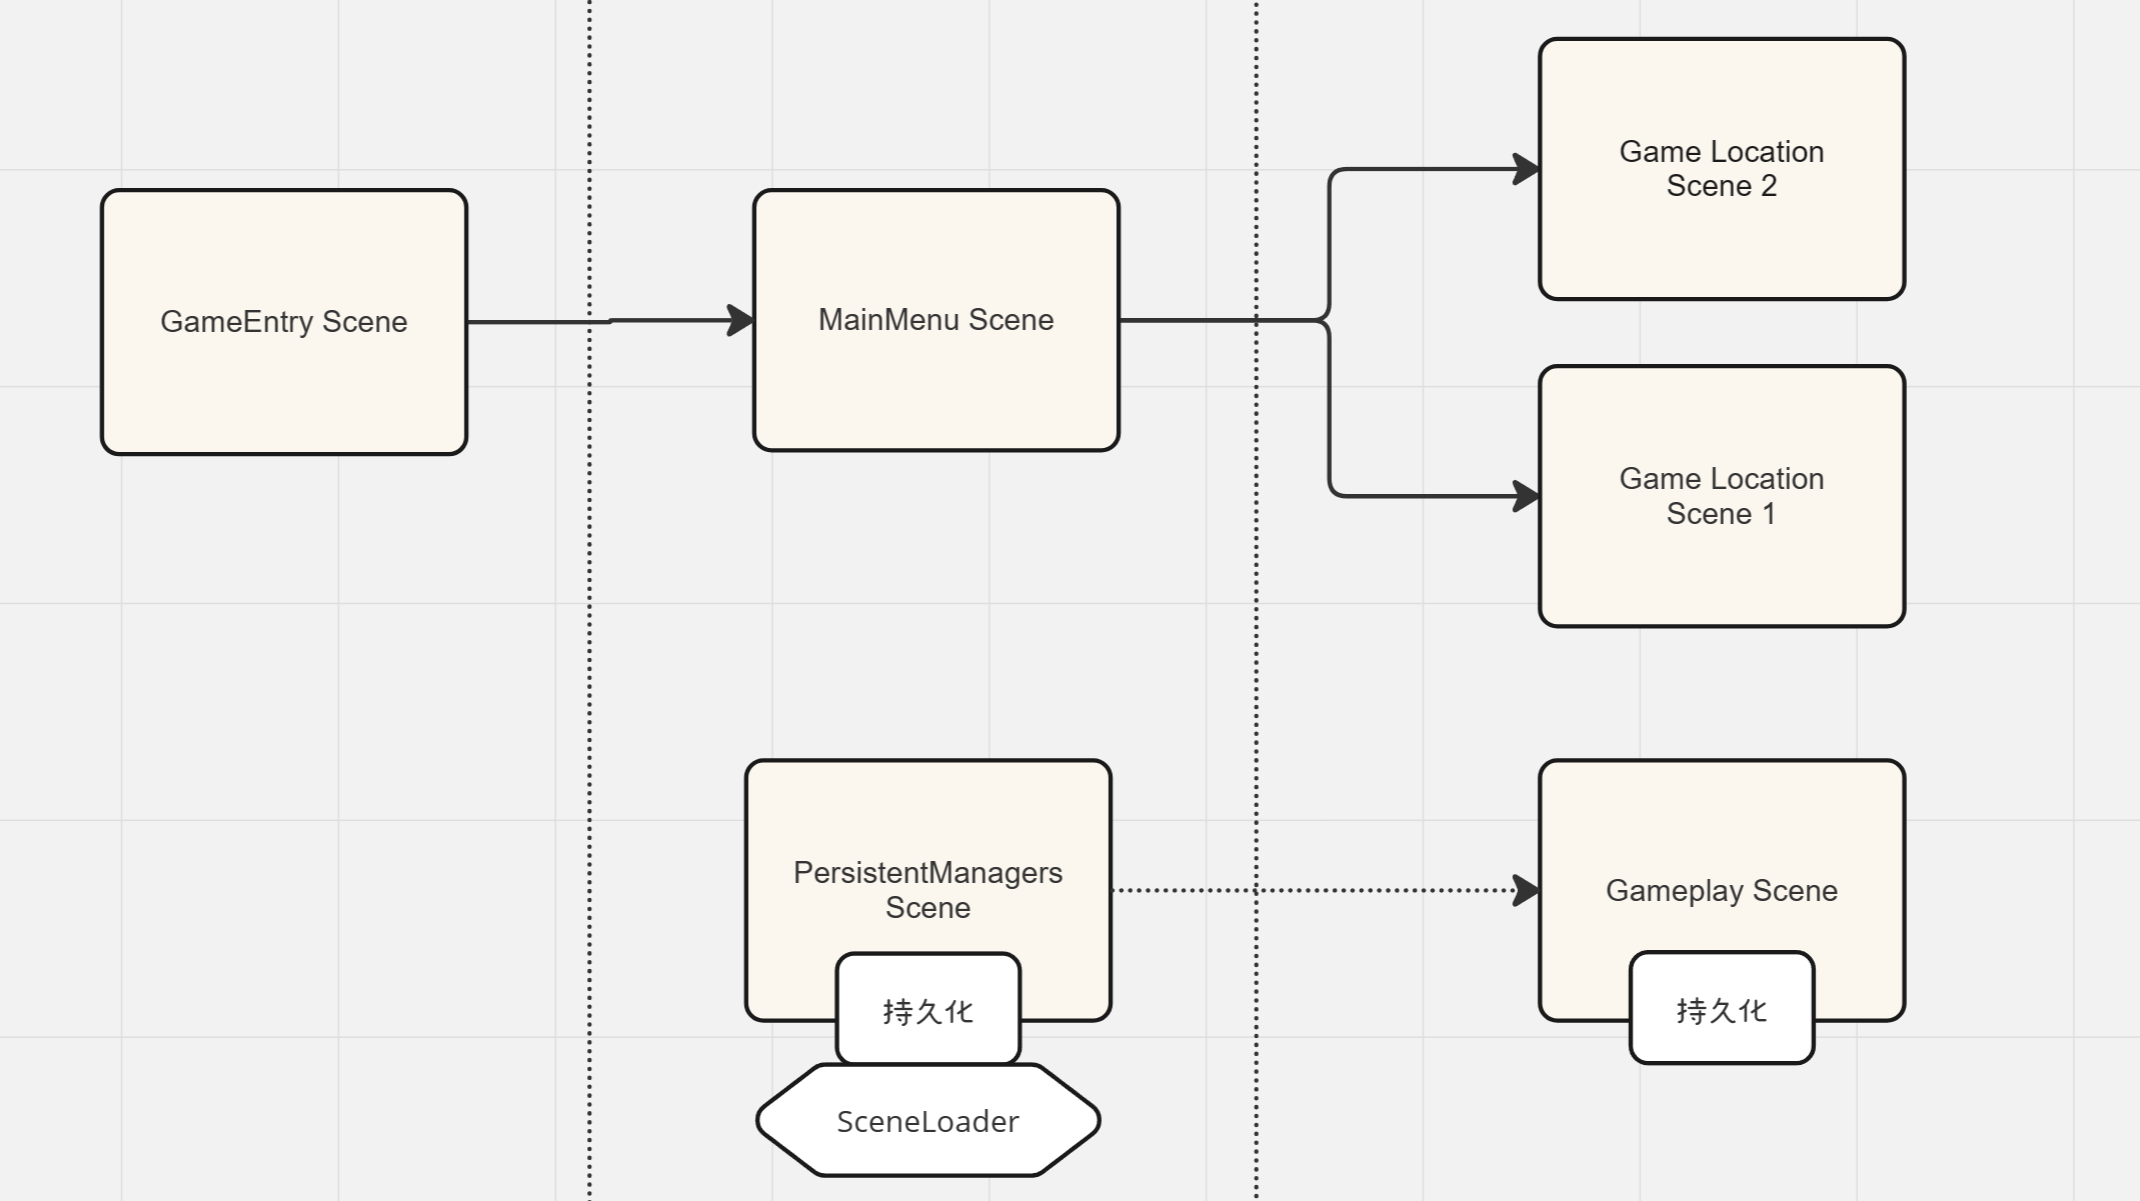 GameEntry Scene
MainMenu Scene
Game Location
Scene 2
Game Location
Scene 1
PersistentManagers
Scene
持久化
SceneLoader
Gameplay Scene
持久化